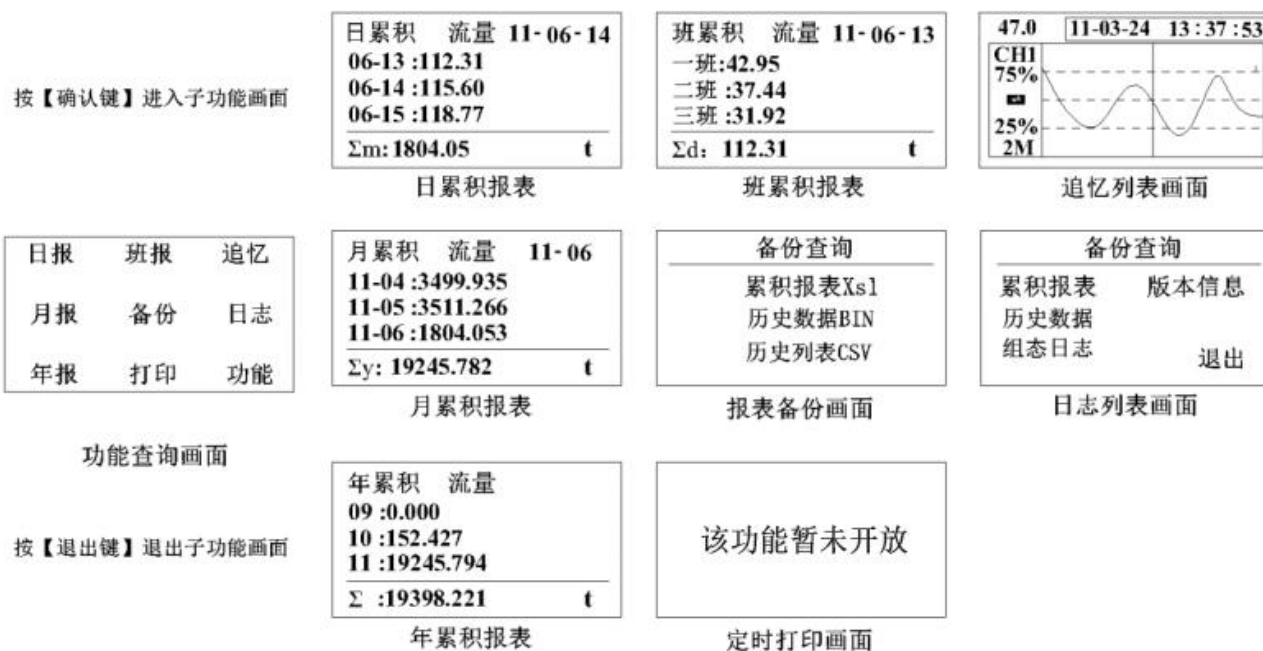 按【确认键】进入子功能画面
日累积 流量 11-06-14
06-13 :112.31
06-14 :115.60
06-15 :118.77
Σm: 1804.05 t
日累积报表
班累积 流量 11-06-13
一班:42.95
二班 :37.44
三班 :31.92
Σd: 112.31 t
班累积报表
47.0 11-03-24 13:37:53
CH1
75%
25%
2M
追忆列表画面
日报 班报 追忆
月报 备份 日志
年报 打印 功能
功能查询画面
月累积 流量 11-06
11-04 :3499.935
11-05 :3511.266
11-06 :1804.053
Σy: 19245.782 t
月累积报表
备份查询
累积报表Xsl
历史数据BIN
历史列表CSV
报表备份画面
备份查询
累积报表 版本信息
历史数据
组态日志
退出
日志列表画面
按【退出键】退出子功能画面
年累积 流量
09 :0.000
10 :152.427
11 :19245.794
Σ :19398.221 t
年累积报表
该功能暂未开放
定时打印画面